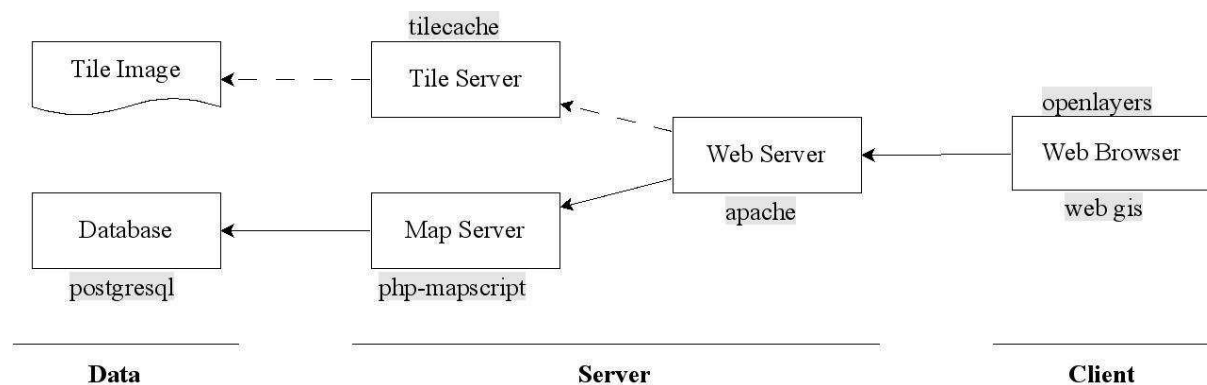 tilecache
Tile Image
Tile Server
openlayers
Web Server
Web Browser
apache
web gis
Database
Map Server
postgresql
php-mapscript
Data
Server
Client